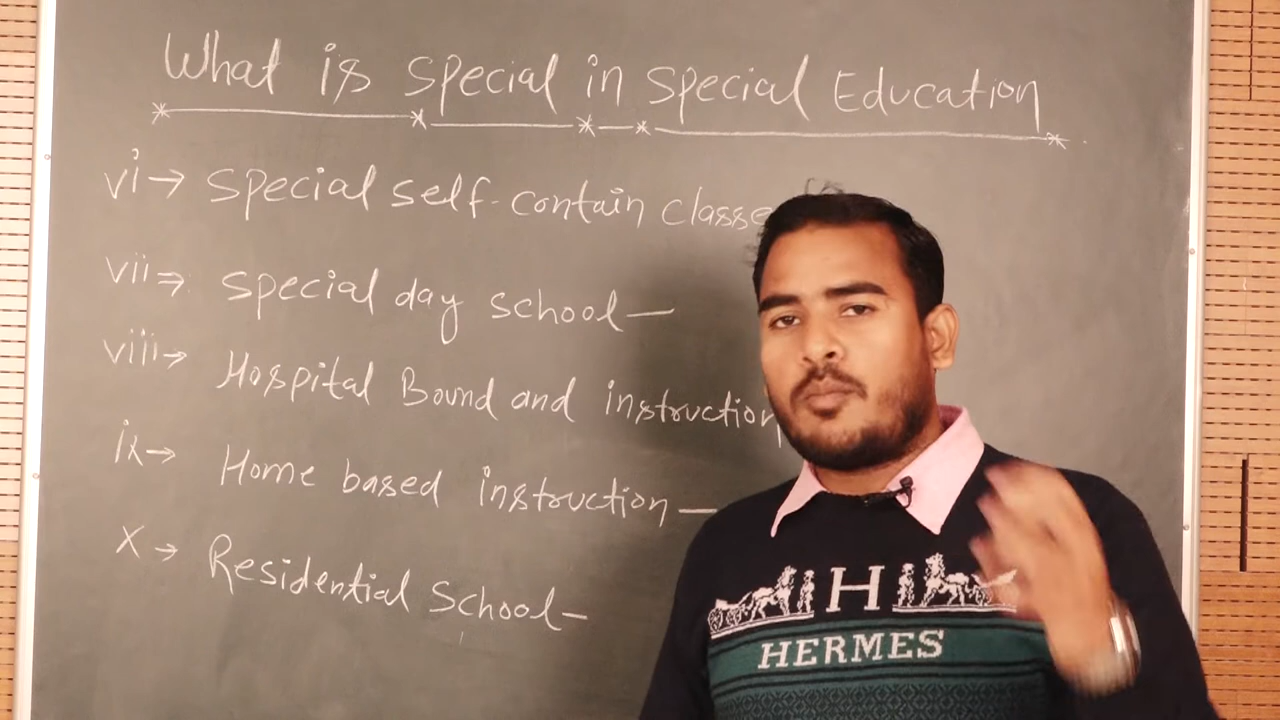 What is special in special Education
vi→ special self-contain classe
vii→ special day school—
viii→ Hospital Bound and instruction
ix→ Home based instruction—
x→ Residential School—
H
HERMES